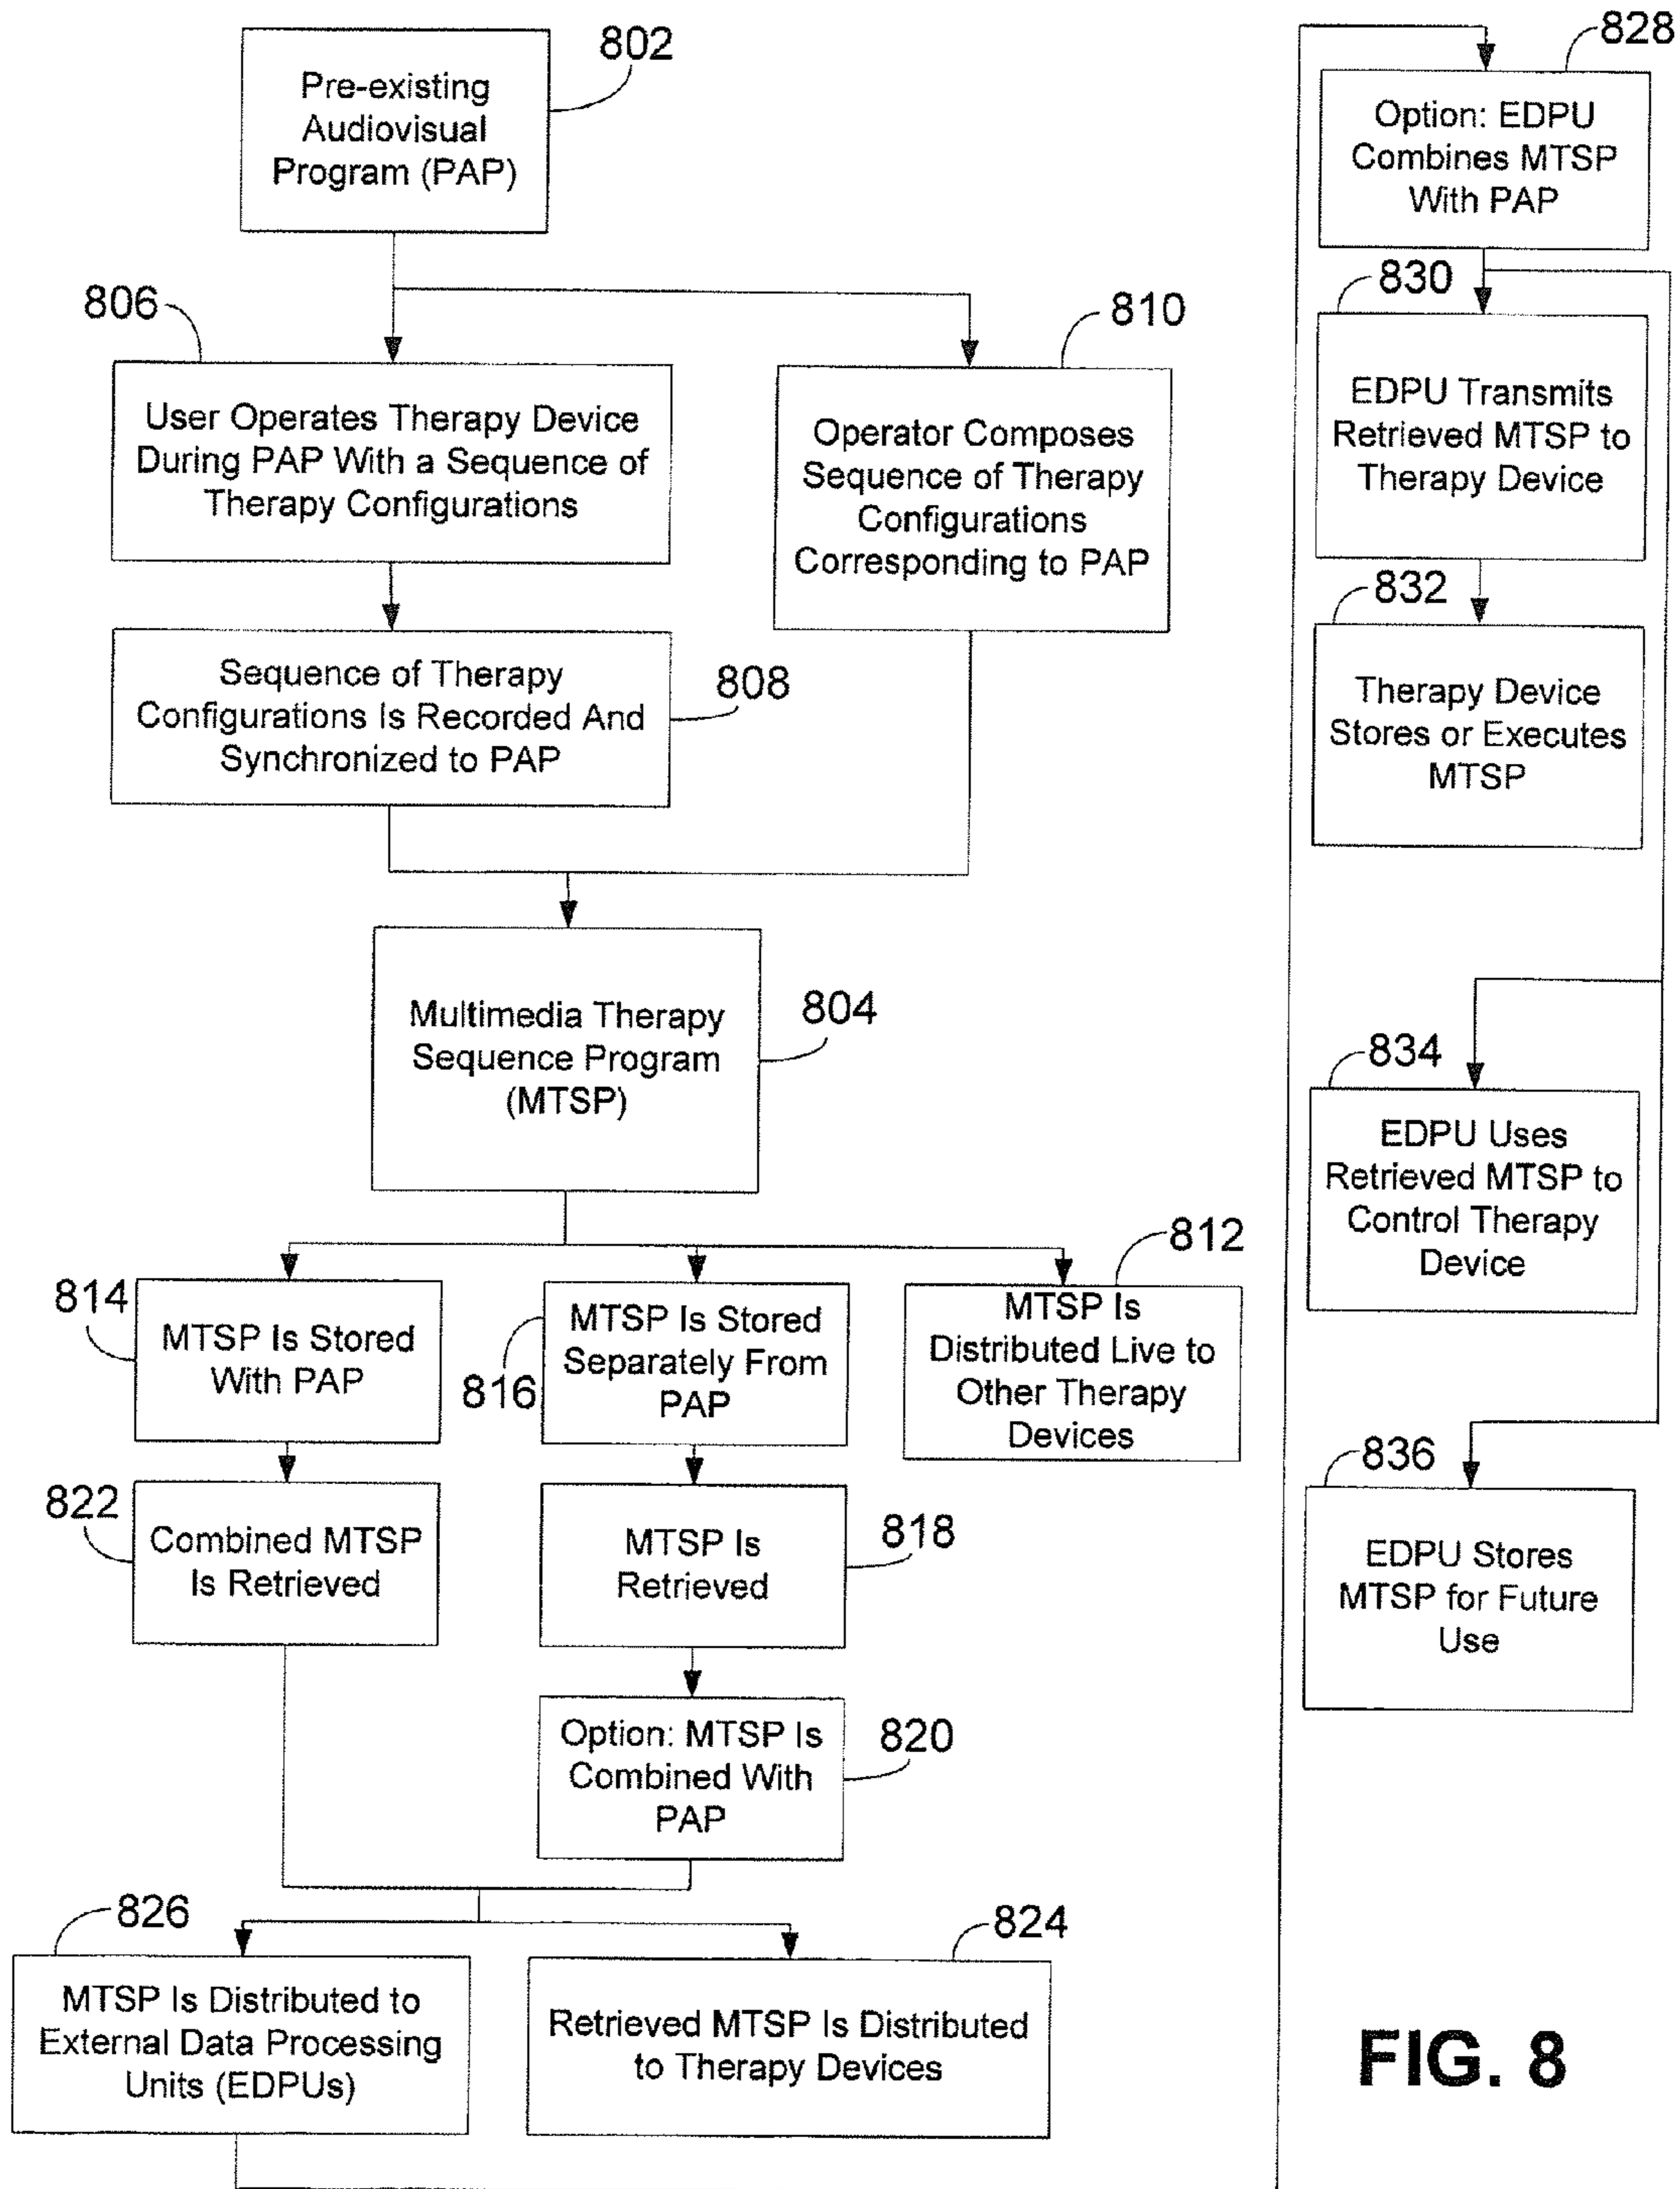 802
Pre-existing
Audiovisual
Program (PAP)
806
User Operates Therapy Device
During PAP With a Sequence of
Therapy Configurations
810
Operator Composes
Sequence of Therapy
Configurations
Corresponding to PAP
808
Sequence of Therapy
Configurations Is Recorded And
Synchronized to PAP
804
Multimedia Therapy
Sequence Program
(MTSP)
814
MTSP Is Stored
With PAP
816
MTSP Is Stored
Separately From
PAP
812
MTSP Is
Distributed Live to
Other Therapy
Devices
822
Combined MTSP
Is Retrieved
818
MTSP Is
Retrieved
820
Option: MTSP Is
Combined With
PAP
826
MTSP Is Distributed to
External Data Processing
Units (EDPUs)
824
Retrieved MTSP Is Distributed
to Therapy Devices
828
Option: EDPU
Combines MTSP
With PAP
830
EDPU Transmits
Retrieved MTSP to
Therapy Device
832
Therapy Device
Stores or Executes
MTSP
834
EDPU Uses
Retrieved MTSP to
Control Therapy
Device
836
EDPU Stores
MTSP for Future
Use
FIG. 8